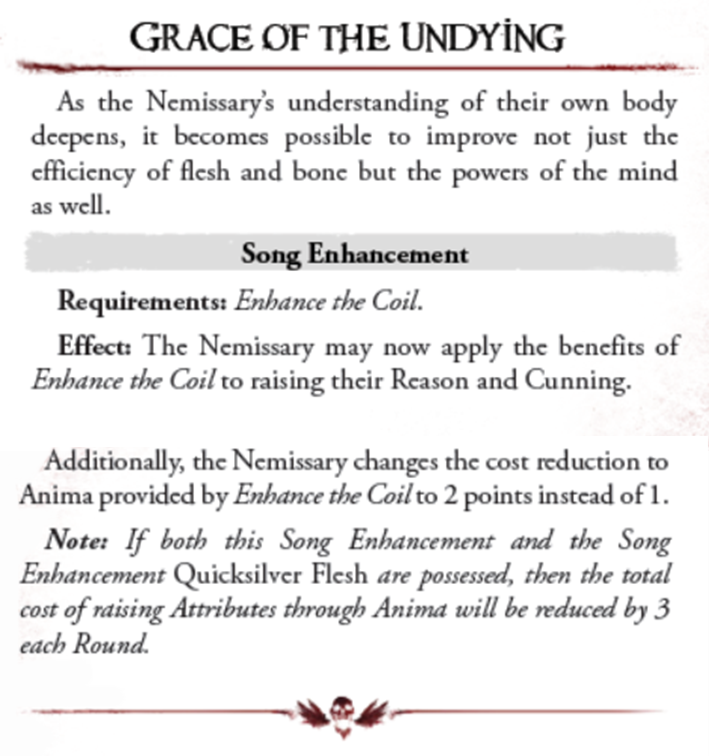 GRACE OF THE UNDYING
As the Nemissary's understanding of their own body
deepens, it becomes possible to improve not just the
efficiency of flesh and bone but the powers of the mind
as well.
Song Enhancement
Requirements: Enhance the Coil.
Effect: The Nemissary may now apply the benefits of
Enhance the Coil to raising their Reason and Cunning.
Additionally, the Nemissary changes the cost reduction to
Anima provided by Enhance the Coil to 2 points instead of 1.
Note: If both this Song Enhancement and the Song
Enhancement Quicksilver Flesh are possessed, then the total
cost of raising Attributes through Anima will be reduced by 3
each Round.